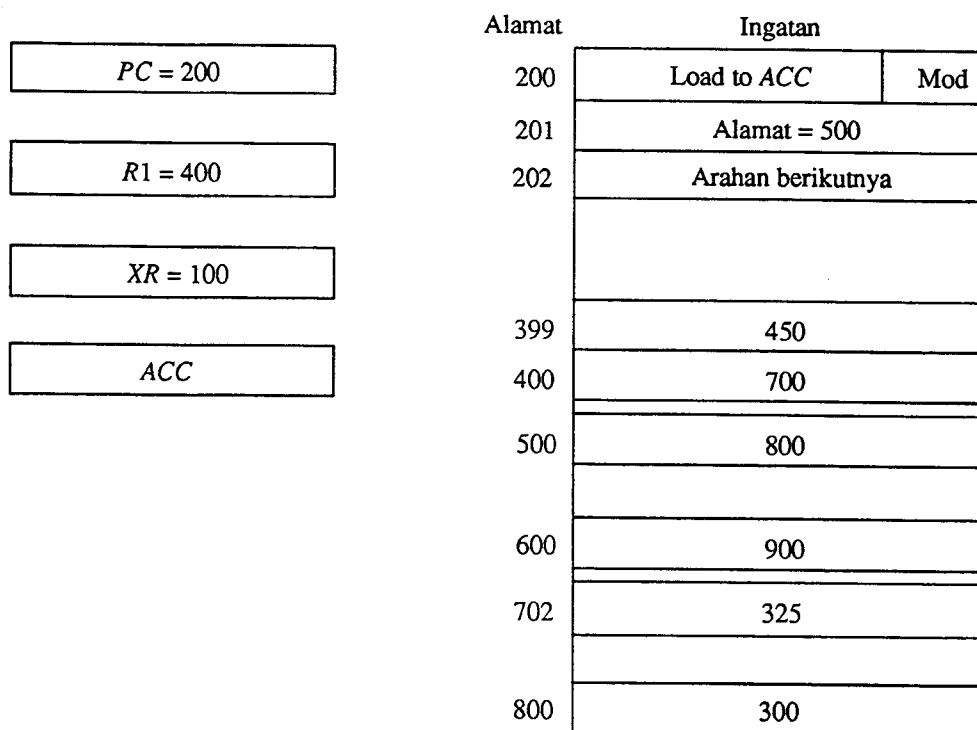 PC = 200
R1 = 400
XR = 100
ACC
Alamat Ingatan
200 Load to ACC Mod
201 Alamat = 500
202 Arahan berikutnya
399 450
400 700
500 800
600 900
702 325
800 300